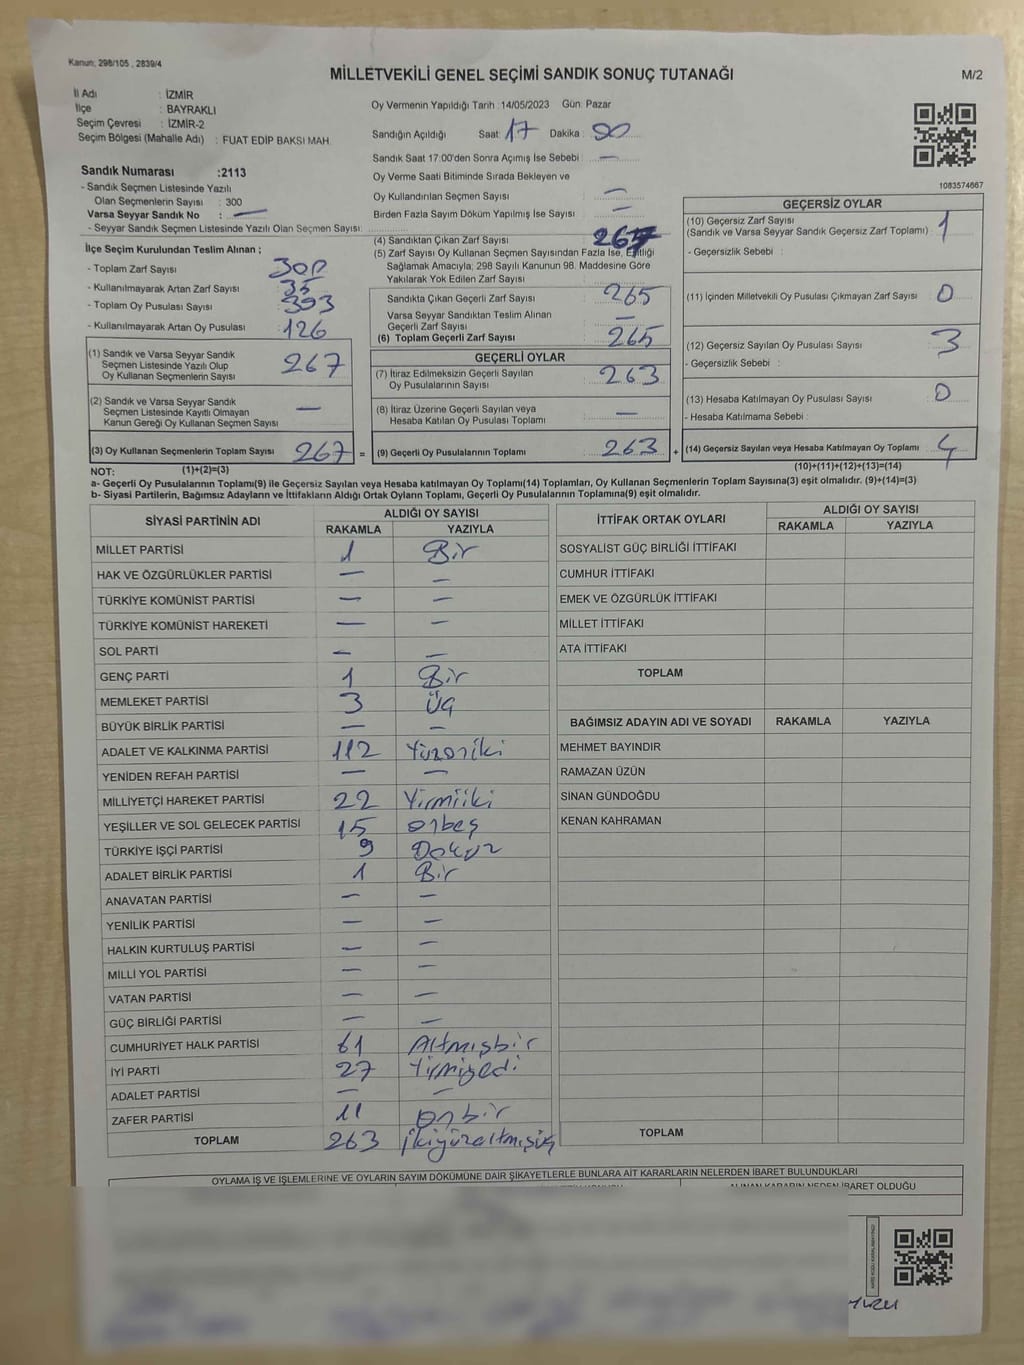 Kanun; 298/105 , 2839/4
MİLLETVEKİLİ GENEL SEÇİMİ SANDIK SONUÇ TUTANAĞI
M/2
İl Adı : İZMİR
İlçe : BAYRAKLI
Seçim Çevresi : İZMİR-2
Seçim Bölgesi (Mahalle Adı) : FUAT EDİP BAKSI MAH.
Oy Vermenin Yapıldığı Tarih :14/05/2023 Gün: Pazar
Sandığın Açıldığı Saat: 17 Dakika :
Sandık Saat 17:00'den Sonra Açımış İse Sebebi : —
Oy Verme Saati Bitiminde Sırada Bekleyen ve
Oy Kullandırılan Seçmen Sayısı : —
Birden Fazla Sayım Döküm Yapılmış İse Sayısı : —
Sandık Numarası :2113
- Sandık Seçmen Listesinde Yazılı
Olan Seçmenlerin Sayısı : 300
Varsa Seyyar Sandık No : —
- Seyyar Sandık Seçmen Listesinde Yazılı Olan Seçmen Sayısı:
İlçe Seçim Kurulundan Teslim Alınan ;
- Toplam Zarf Sayısı :
- Kullanılmayarak Artan Zarf Sayısı : 35
- Toplam Oy Pusulası Sayısı : 393
- Kullanılmayarak Artan Oy Pusulası : 126
(1) Sandık ve Varsa Seyyar Sandık
Seçmen Listesinde Yazılı Olup
Oy Kullanan Seçmenlerin Sayısı : 267
(2) Sandık ve Varsa Seyyar Sandık
Seçmen Listesinde Kayıtlı Olmayan
Kanun Gereği Oy Kullanan Seçmen Sayısı : —
(3) Oy Kullanan Seçmenlerin Toplam Sayısı : 267 =
(4) Sandıktan Çıkan Zarf Sayısı :
(5) Zarf Sayısı Oy Kullanan Seçmen Sayısından Fazla İse, Eşitliği
Sağlamak Amacıyla; 298 Sayılı Kanunun 98. Maddesine Göre
Yakılarak Yok Edilen Zarf Sayısı :
Sandıkta Çıkan Geçerli Zarf Sayısı : 265
Varsa Seyyar Sandıktan Teslim Alınan
Geçerli Zarf Sayısı : —
(6) Toplam Geçerli Zarf Sayısı : 265
GEÇERLİ OYLAR
(7) İtiraz Edilmeksizin Geçerli Sayılan
Oy Pusulalarının Sayısı : 263
(8) İtiraz Üzerine Geçerli Sayılan veya
Hesaba Katılan Oy Pusulası Toplamı : —
(9) Geçerli Oy Pusulalarının Toplamı : 263 +
1083574667
GEÇERSİZ OYLAR
(10) Geçersiz Zarf Sayısı
(Sandık ve Varsa Seyyar Sandık Geçersiz Zarf Toplamı) : 1
- Geçersizlik Sebebi :
(11) İçinden Milletvekili Oy Pusulası Çıkmayan Zarf Sayısı : 0
(12) Geçersiz Sayılan Oy Pusulası Sayısı : 3
- Geçersizlik Sebebi :
(13) Hesaba Katılmayan Oy Pusulası Sayısı : 0
- Hesaba Katılmama Sebebi :
(14) Geçersiz Sayılan veya Hesaba Katılmayan Oy Toplamı : 4
NOT: (1)+(2)=(3)
(10)+(11)+(12)+(13)=(14)
a- Geçerli Oy Pusulalarının Toplamı(9) ile Geçersiz Sayılan veya Hesaba katılmayan Oy Toplamı(14) Toplamları, Oy Kullanan Seçmenlerin Toplam Sayısına(3) eşit olmalıdır. (9)+(14)=(3)
b- Siyasi Partilerin, Bağımsız Adayların ve İttifakların Aldığı Ortak Oyların Toplamı, Geçerli Oy Pusulalarının Toplamına(9) eşit olmalıdır.
SİYASİ PARTİNİN ADI ALDIĞI OY SAYISI
RAKAMLA YAZIYLA
MİLLET PARTİSİ 1 Bir
HAK VE ÖZGÜRLÜKLER PARTİSİ — —
TÜRKİYE KOMÜNİST PARTİSİ — —
TÜRKİYE KOMÜNİST HAREKETİ — —
SOL PARTİ — —
GENÇ PARTİ 1 Bir
MEMLEKET PARTİSİ 3 Üç
BÜYÜK BİRLİK PARTİSİ — —
ADALET VE KALKINMA PARTİSİ 112 Yüzoniki
YENİDEN REFAH PARTİSİ — —
MİLLİYETÇİ HAREKET PARTİSİ 22 Yirmiiki
YEŞİLLER VE SOL GELECEK PARTİSİ 15 onbeş
TÜRKİYE İŞÇİ PARTİSİ 9 Dokuz
ADALET BİRLİK PARTİSİ 1 Bir
ANAVATAN PARTİSİ — —
YENİLİK PARTİSİ — —
HALKIN KURTULUŞ PARTİSİ — —
MİLLİ YOL PARTİSİ — —
VATAN PARTİSİ — —
GÜÇ BİRLİĞİ PARTİSİ — —
CUMHURİYET HALK PARTİSİ 61 Altmışbir
İYİ PARTİ 27 Yirmiyedi
ADALET PARTİSİ — —
ZAFER PARTİSİ 11 onbir
TOPLAM 263 ikiyüzaltmışüç
İTTİFAK ORTAK OYLARI ALDIĞI OY SAYISI
RAKAMLA YAZIYLA
SOSYALİST GÜÇ BİRLİĞİ İTTİFAKI
CUMHUR İTTİFAKI
EMEK VE ÖZGÜRLÜK İTTİFAKI
MİLLET İTTİFAKI
ATA İTTİFAKI
TOPLAM
BAĞIMSIZ ADAYIN ADI VE SOYADI RAKAMLA YAZIYLA
MEHMET BAYINDIR
RAMAZAN ÜZÜN
SİNAN GÜNDOĞDU
KENAN KAHRAMAN
TOPLAM
OYLAMA İŞ VE İŞLEMLERİNE VE OYLARIN SAYIM DÖKÜMÜNE DAİR ŞİKAYETLERLE BUNLARA AİT KARARLARIN NELERDEN İBARET BULUNDUKLARI
ALINAN KARARIN NEDEN İBARET OLDUĞU